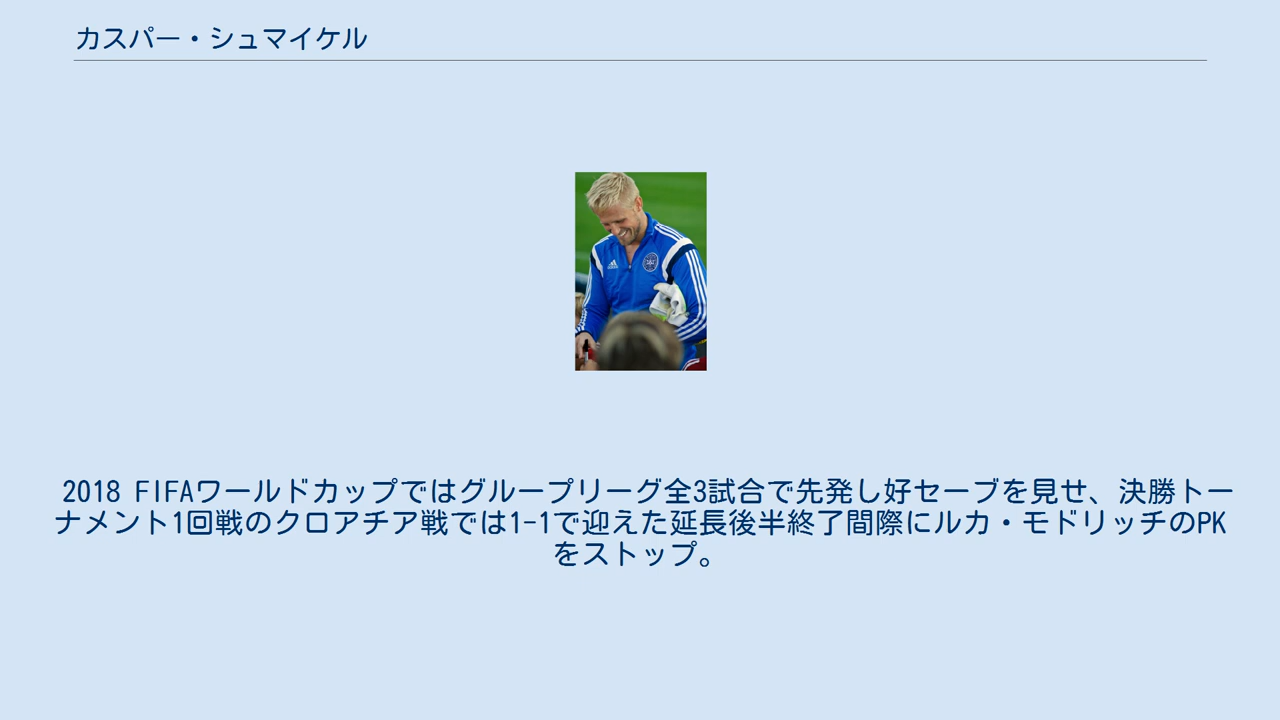 カスパー・シュマイケル
2018 FIFAワールドカップではグループリーグ全3試合で先発し好セーブを見せ、決勝トー
ナメント1回戦のクロアチア戦では1-1で迎えた延長後半終了間際にルカ・モドリッチのPK
をストップ。